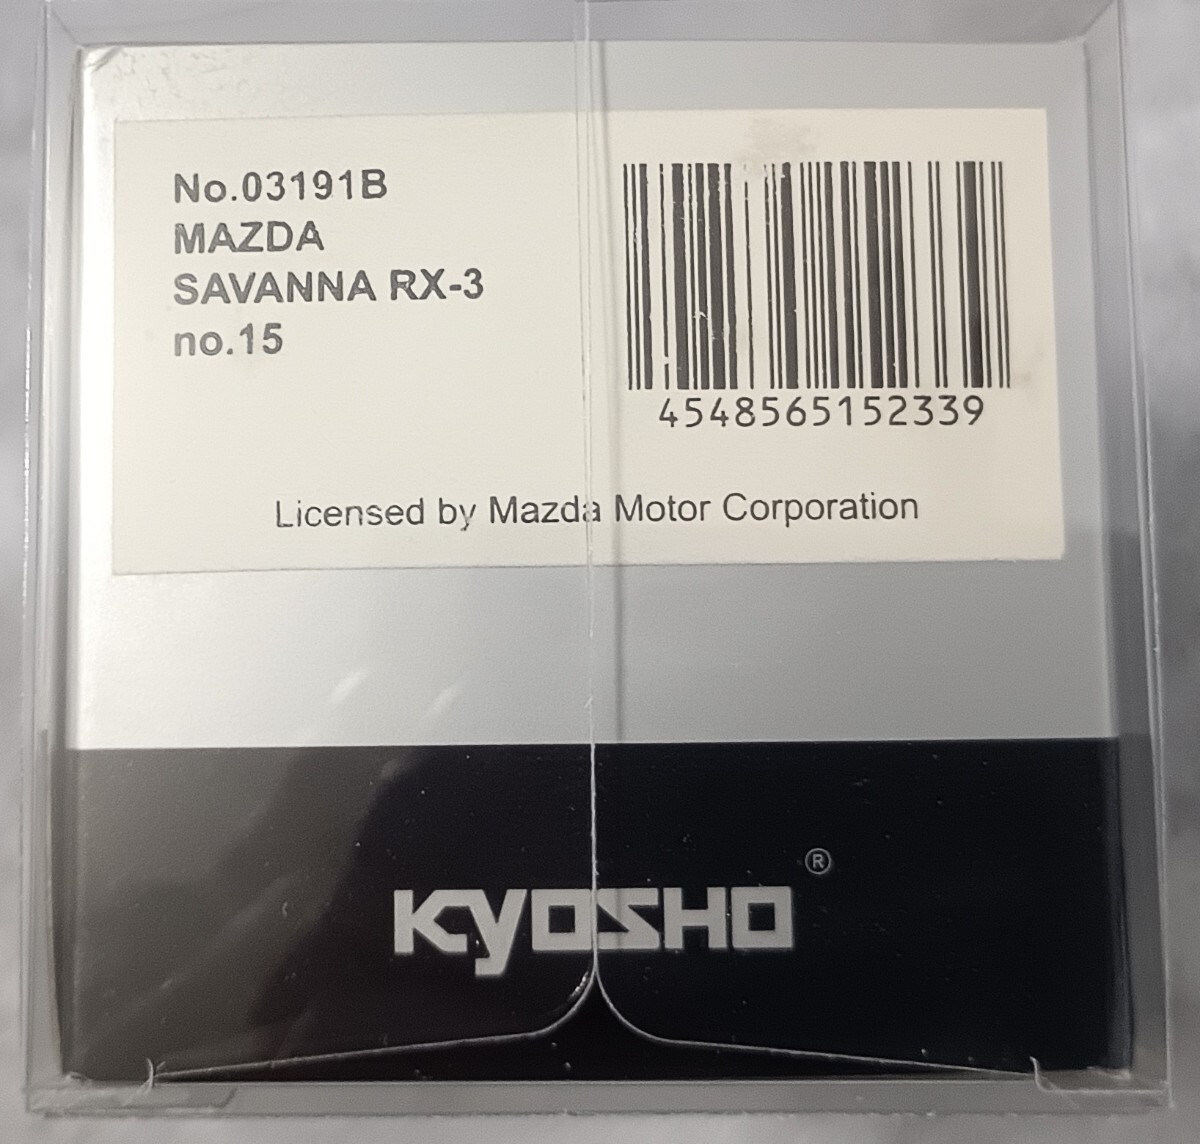 No.03191B
MAZDA
SAVANNA RX-3
no.15
4548565152339
Licensed by Mazda Motor Corporation
KYOSHO®